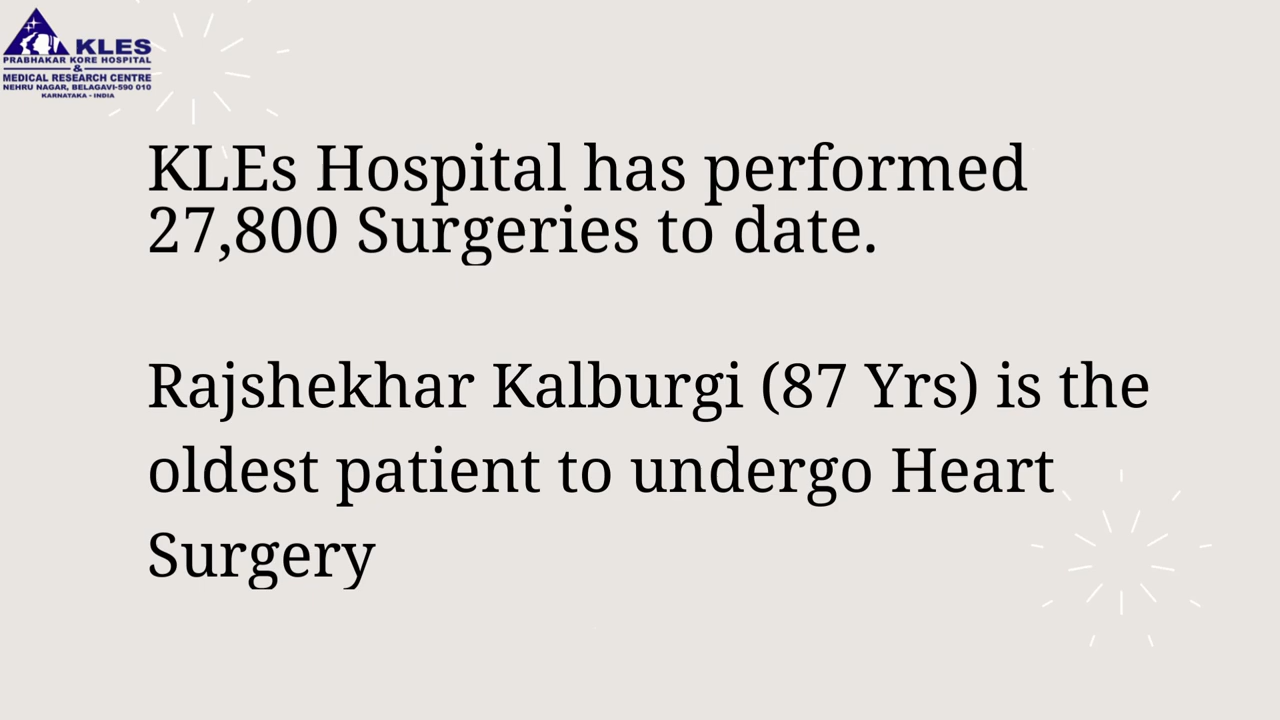 KLES
PRABHAKAR KORE HOSPITAL
&
MEDICAL RESEARCH CENTRE
NEHRU NAGAR, BELAGAVI-590 010
KARNATAKA - INDIA
KLEs Hospital has performed
27,800 Surgeries to date.
Rajshekhar Kalburgi (87 Yrs) is the
oldest patient to undergo Heart
Surgery